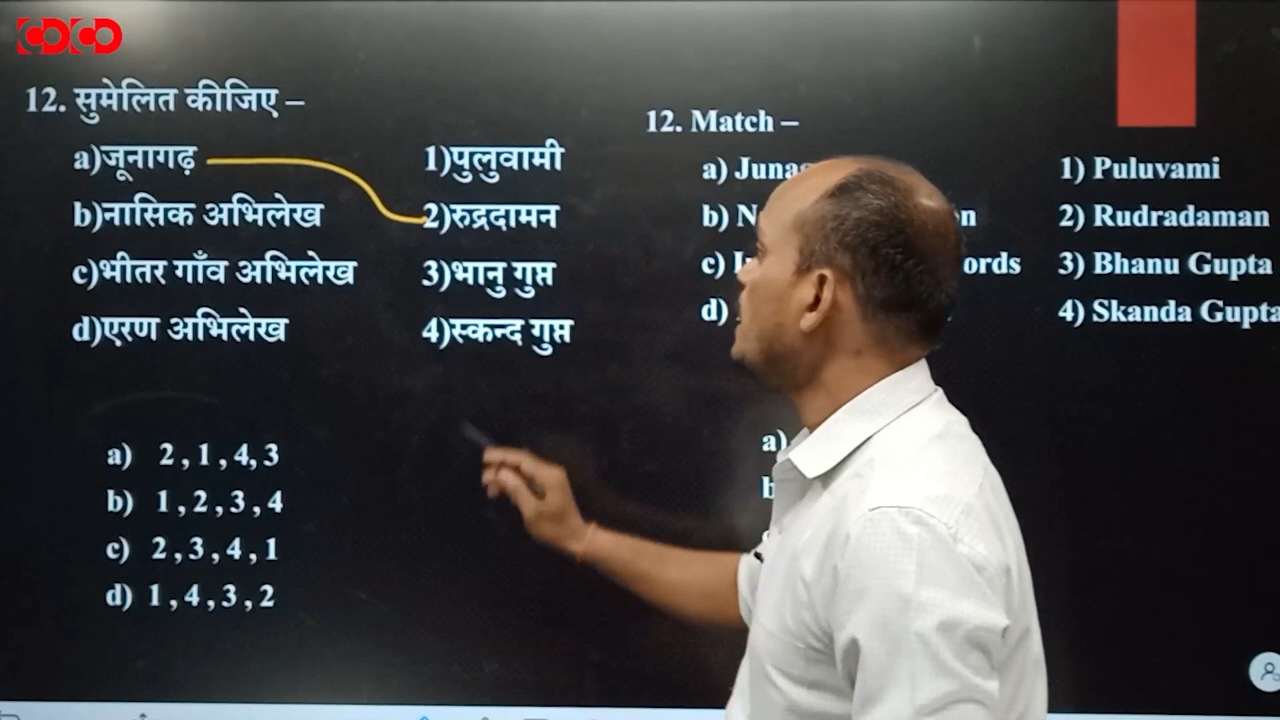 COCO
12. सुमेलित कीजिए –
a)जूनागढ़ 1)पुलुवामी
b)नासिक अभिलेख 2)रुद्रदामन
c)भीतर गाँव अभिलेख 3)भानु गुप्त
d)एरण अभिलेख 4)स्कन्द गुप्त
a) 2 , 1 , 4, 3
b) 1 , 2 , 3 , 4
c) 2 , 3 , 4 , 1
d) 1 , 4 , 3 , 2
12. Match –
a) 1) Puluvami
b) 2) Rudradaman
c) 3) Bhanu Gupta
d) 4) Skanda Gupta
a)